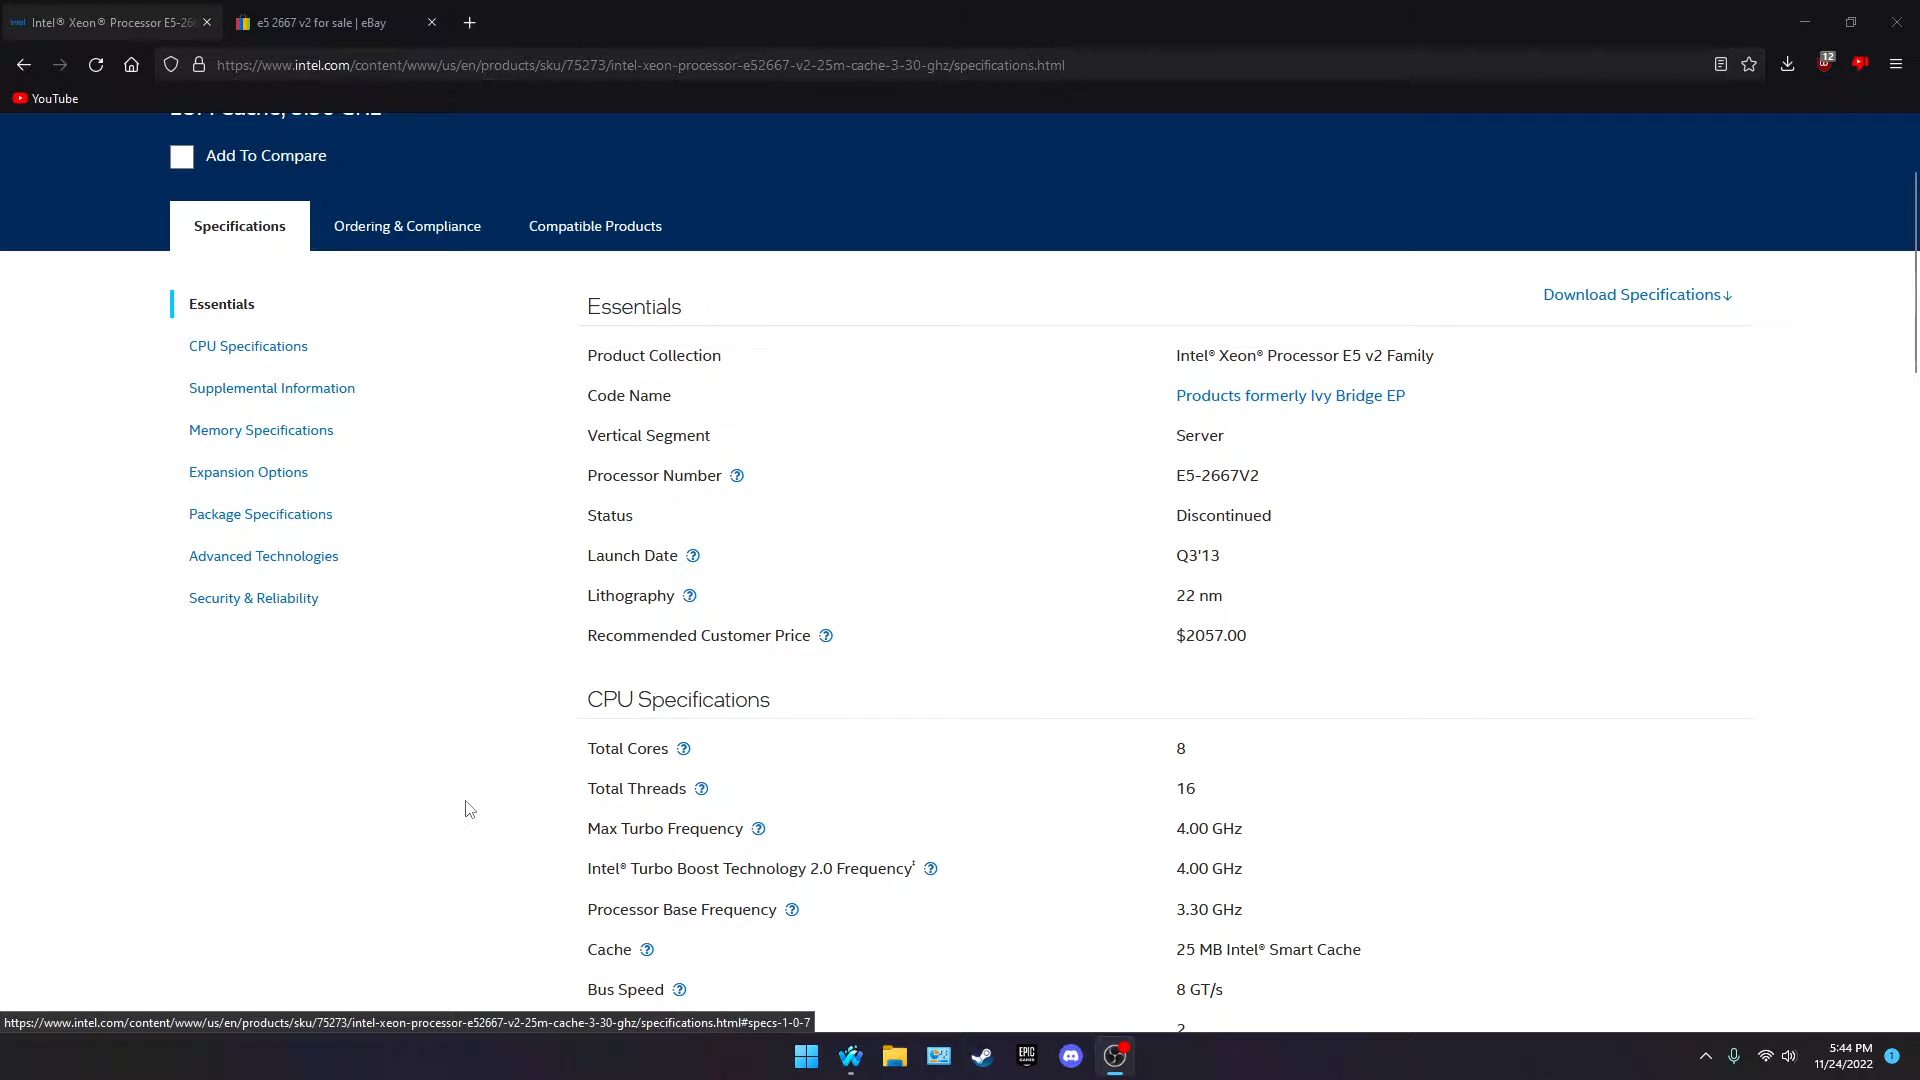 intel Intel® Xeon® Processor E5-266
e5 2667 v2 for sale | eBay
https://www.intel.com/content/www/us/en/products/sku/75273/intel-xeon-processor-e52667-v2-25m-cache-3-30-ghz/specifications.html
12
YouTube
Add To Compare
Specifications
Ordering & Compliance
Compatible Products
Essentials
CPU Specifications
Supplemental Information
Memory Specifications
Expansion Options
Package Specifications
Advanced Technologies
Security & Reliability
Essentials
Download Specifications↓
Product Collection Intel® Xeon® Processor E5 v2 Family
Code Name Products formerly Ivy Bridge EP
Vertical Segment Server
Processor Number ? E5-2667V2
Status Discontinued
Launch Date ? Q3'13
Lithography ? 22 nm
Recommended Customer Price ? $2057.00
CPU Specifications
Total Cores ? 8
Total Threads ? 16
Max Turbo Frequency ? 4.00 GHz
Intel® Turbo Boost Technology 2.0 Frequency‡ ? 4.00 GHz
Processor Base Frequency ? 3.30 GHz
Cache ? 25 MB Intel® Smart Cache
Bus Speed ? 8 GT/s
2
https://www.intel.com/content/www/us/en/products/sku/75273/intel-xeon-processor-e52667-v2-25m-cache-3-30-ghz/specifications.html#specs-1-0-7
EPIC GAMES
5:44 PM
11/24/2022
1